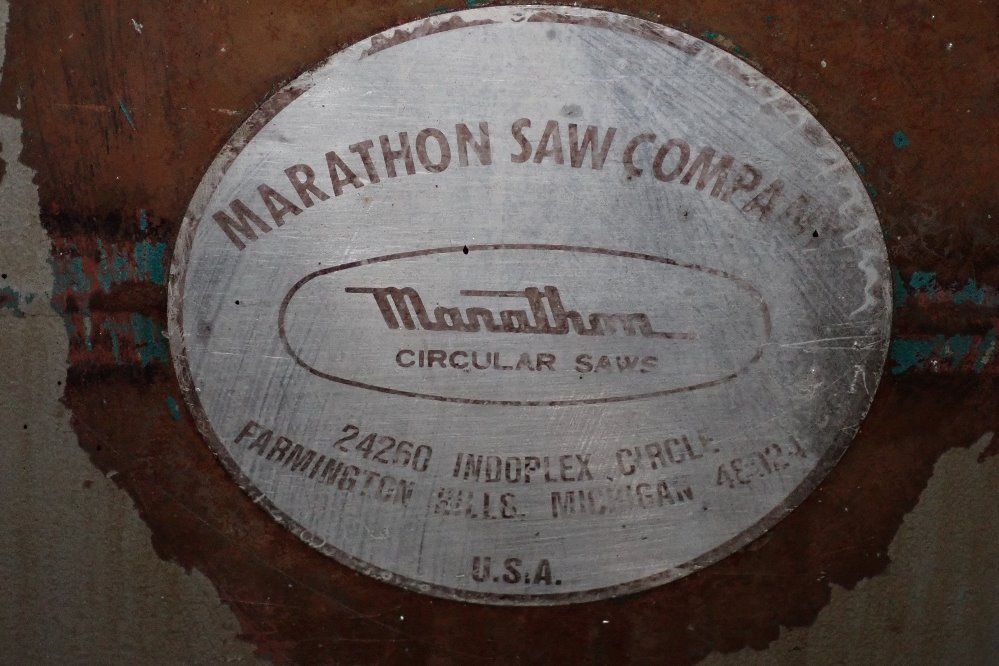 MARATHON SAW COMPANY
Marathon
CIRCULAR SAWS
24260 INDOPLEX CIRCLE
FARMINGTON HILLS, MICHIGAN
U.S.A.